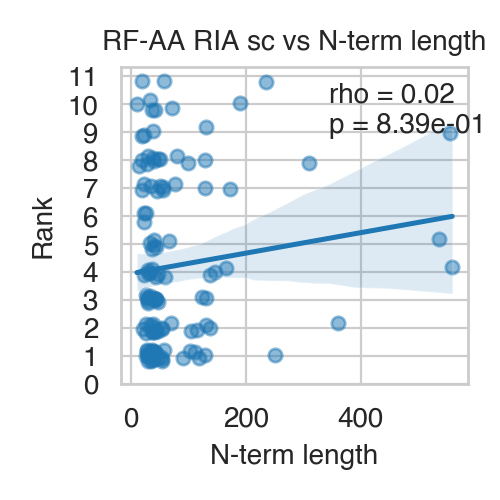 RF-AA RIA sc vs N-term length
rho = 0.02
p = 8.39e-01
Rank
11
10
9
8
7
6
5
4
3
2
1
0
0 200 400
N-term length